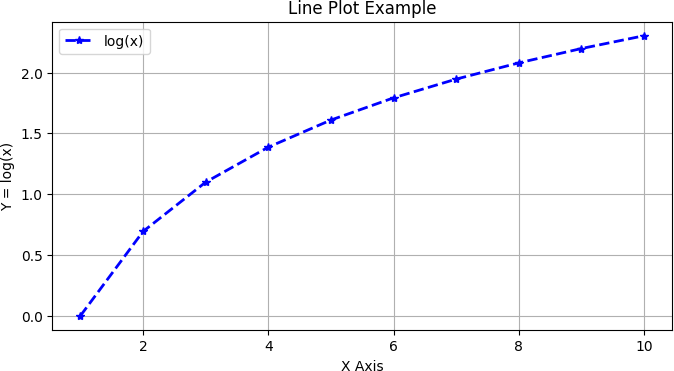 Line Plot Example
log(x)
Y = log(x)
2.0
1.5
1.0
0.5
0.0
2 4 6 8 10
X Axis